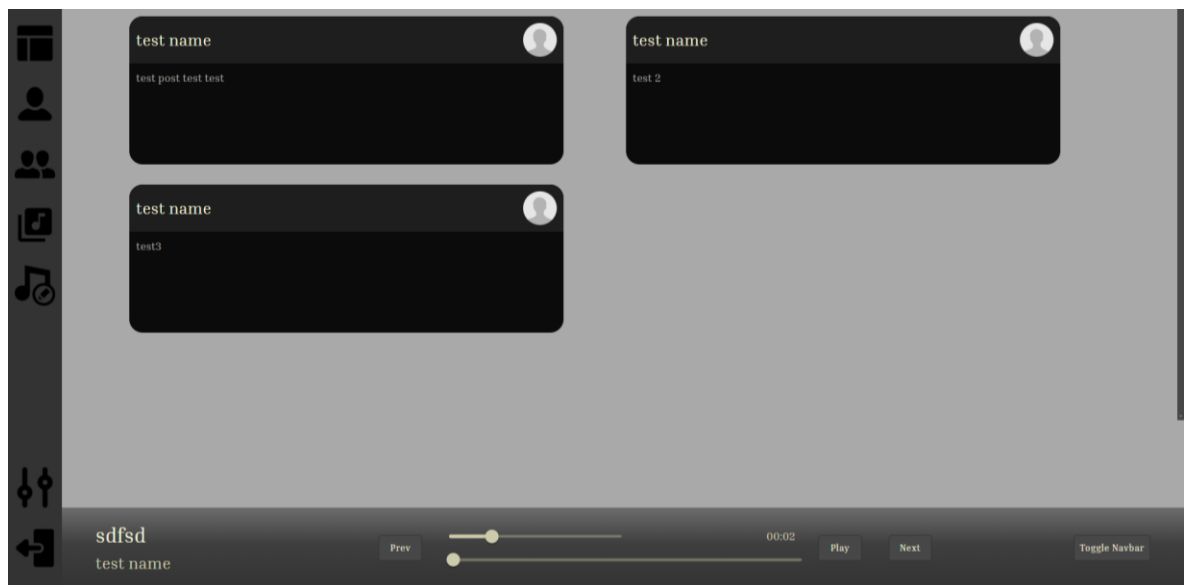 test name
test post test test
test name
test 2
test name
test3
sdfsd
test name
Prev
00:02
Play
Next
Toggle Navbar